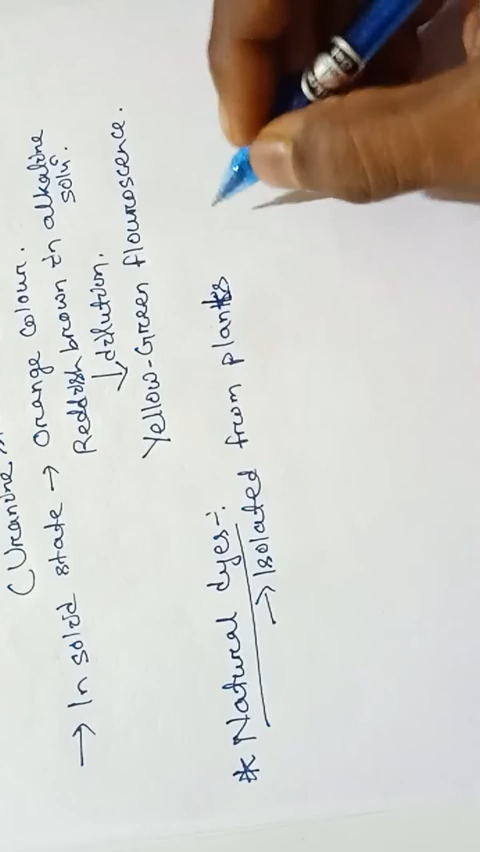 (Uranine)
→ In solid state → Orange colour.
Reddish brown in alkaline
soln.
↓ dilution.
Yellow-Green flouroscence.
* Natural dyes:-
→ Isolated from plants